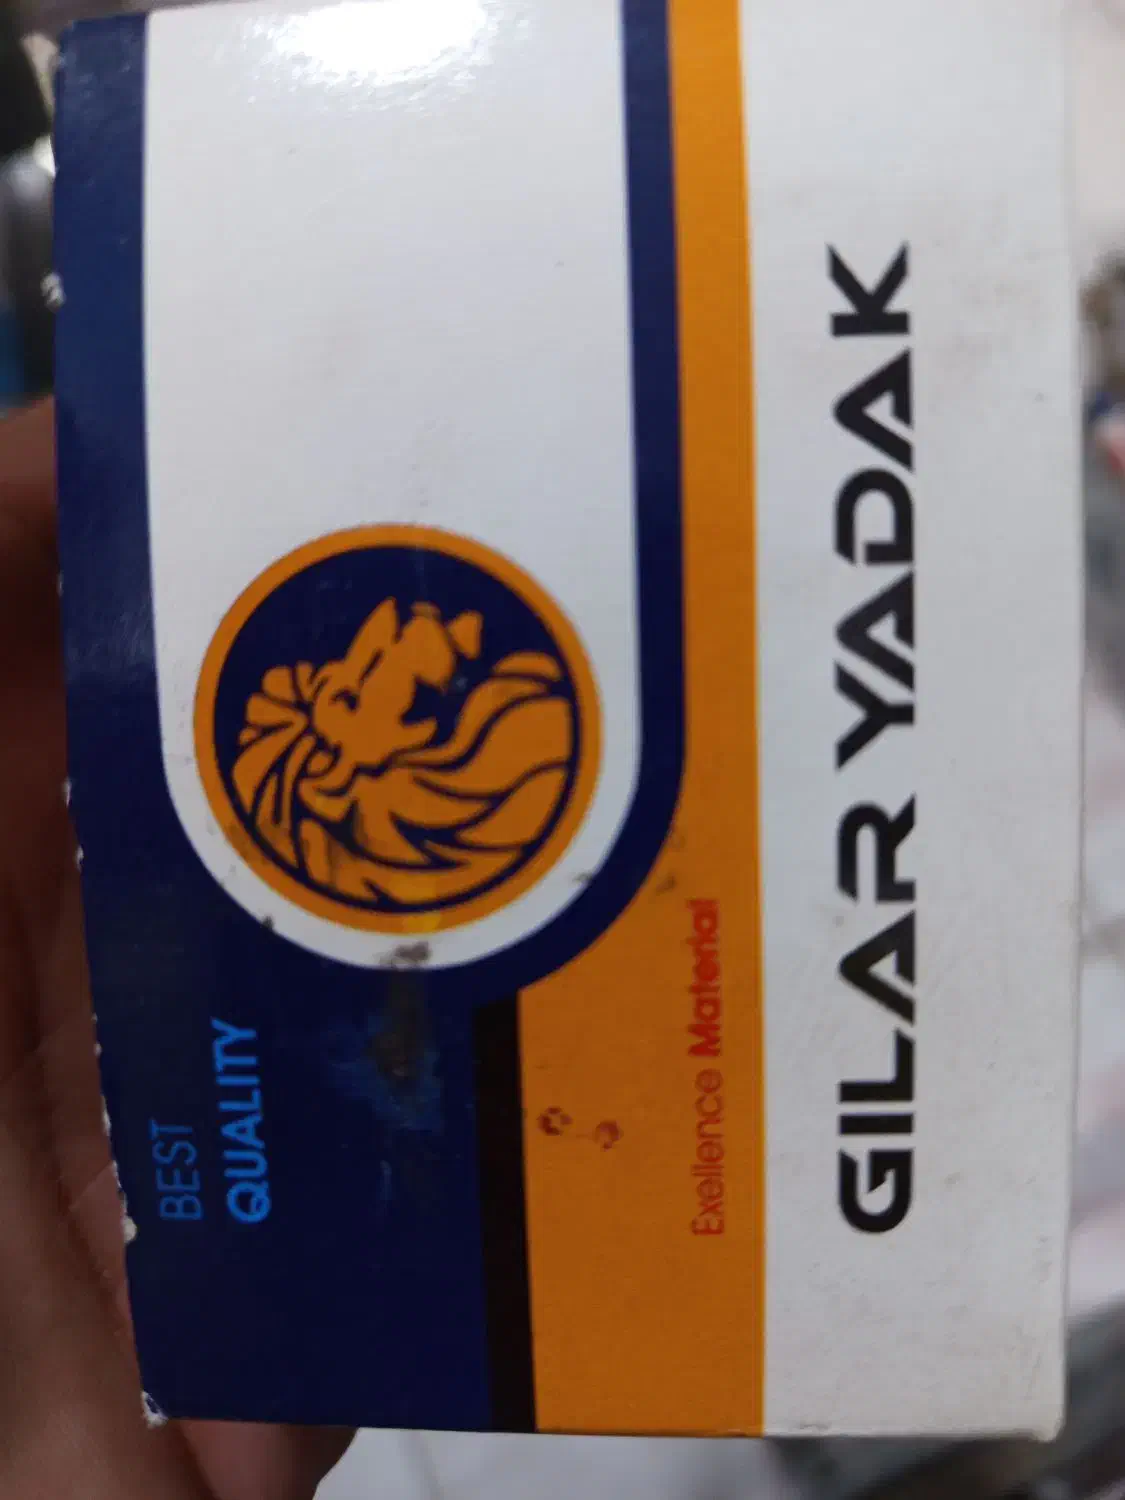 BEST
QUALITY
Exellence Material
GILAR YADAK